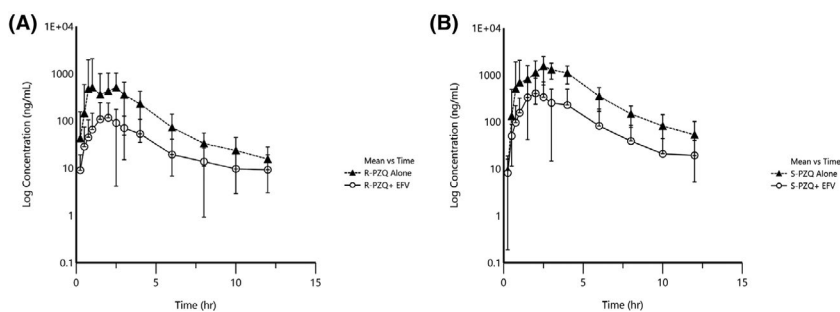 (A)
Log Concentration (ng/mL)
1E+04
1000
100
10
1
0.1
0
5
10
15
Time (hr)
Mean vs Time
R-PZQ Alone
R-PZQ+ EFV
(B)
Log Concentration (ng/mL)
1E+04
1000
100
10
1
0.1
0
5
10
15
Time (hr)
Mean vs Time
S-PZQ Alone
S-PZQ+ EFV